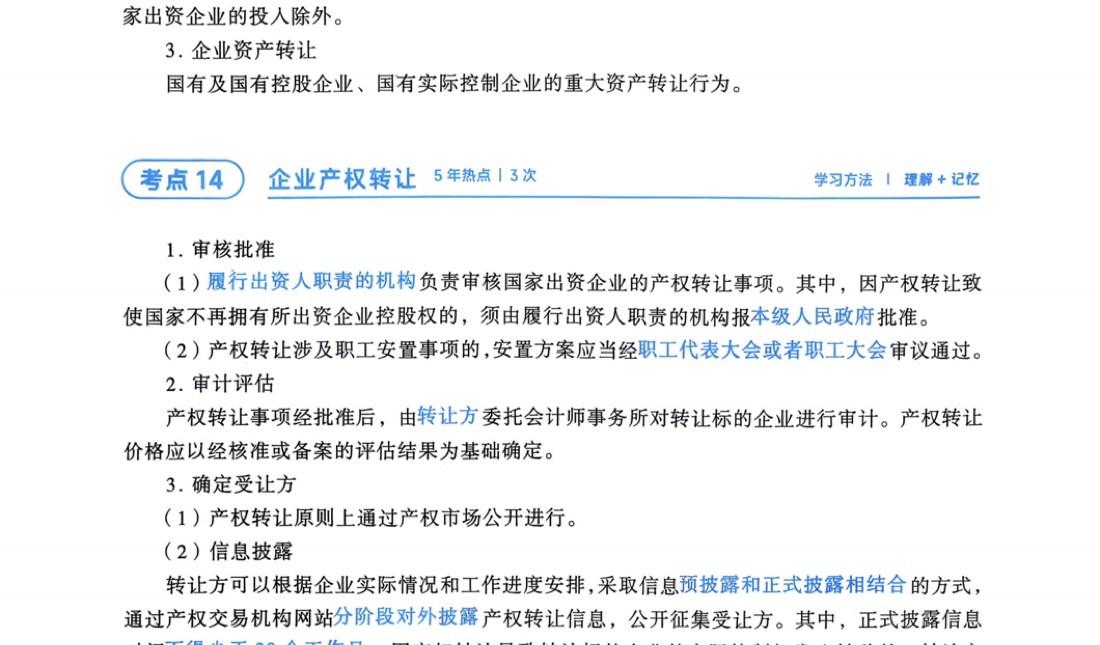 家出资企业的投入除外。
3. 企业资产转让
国有及国有控股企业、国有实际控制企业的重大资产转让行为。
考点 14 企业产权转让 5 年热点 | 3 次 学习方法 | 理解 + 记忆
1. 审核批准
(1) 履行出资人职责的机构负责审核国家出资企业的产权转让事项。其中，因产权转让致
使国家不再拥有所出资企业控股权的，须由履行出资人职责的机构报本级人民政府批准。
(2) 产权转让涉及职工安置事项的，安置方案应当经职工代表大会或者职工大会审议通过。
2. 审计评估
产权转让事项经批准后，由转让方委托会计师事务所对转让标的企业进行审计。产权转让
价格应以经核准或备案的评估结果为基础确定。
3. 确定受让方
(1) 产权转让原则上通过产权市场公开进行。
(2) 信息披露
转让方可以根据企业实际情况和工作进度安排，采取信息预披露和正式披露相结合的方式，
通过产权交易机构网站分阶段对外披露产权转让信息，公开征集受让方。其中，正式披露信息